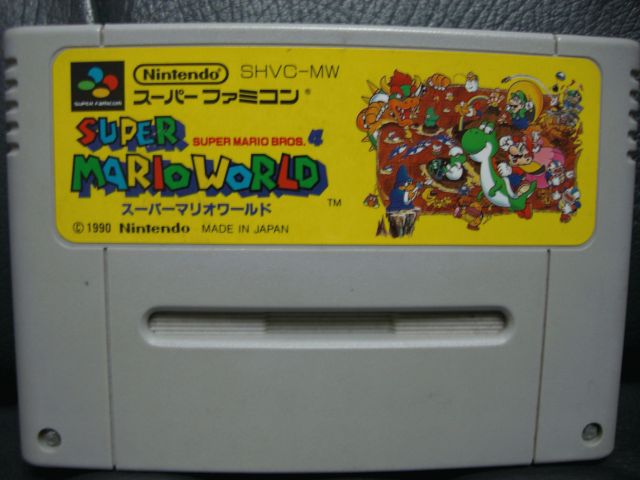 Nintendo SHVC-MW
SUPER FAMICOM
スーパーファミコン®
SUPER SUPER MARIO BROS. 4
MARIO WORLD
スーパーマリオワールド ™
© 1990 Nintendo MADE IN JAPAN